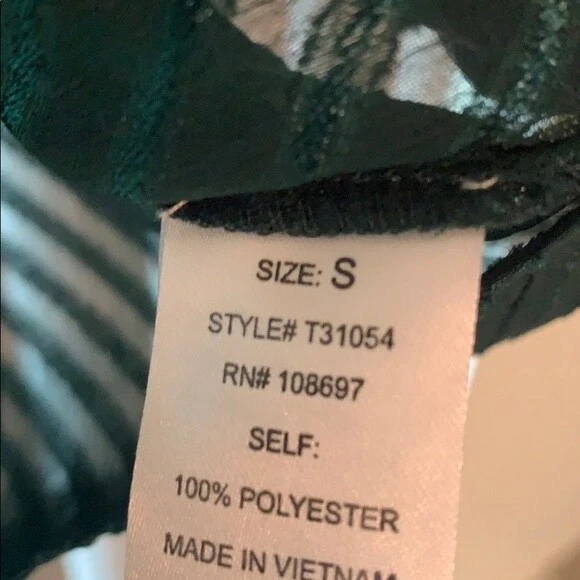 SIZE: S
STYLE# T31054
RN# 108697
SELF:
100% POLYESTER
MADE IN VIETNAM